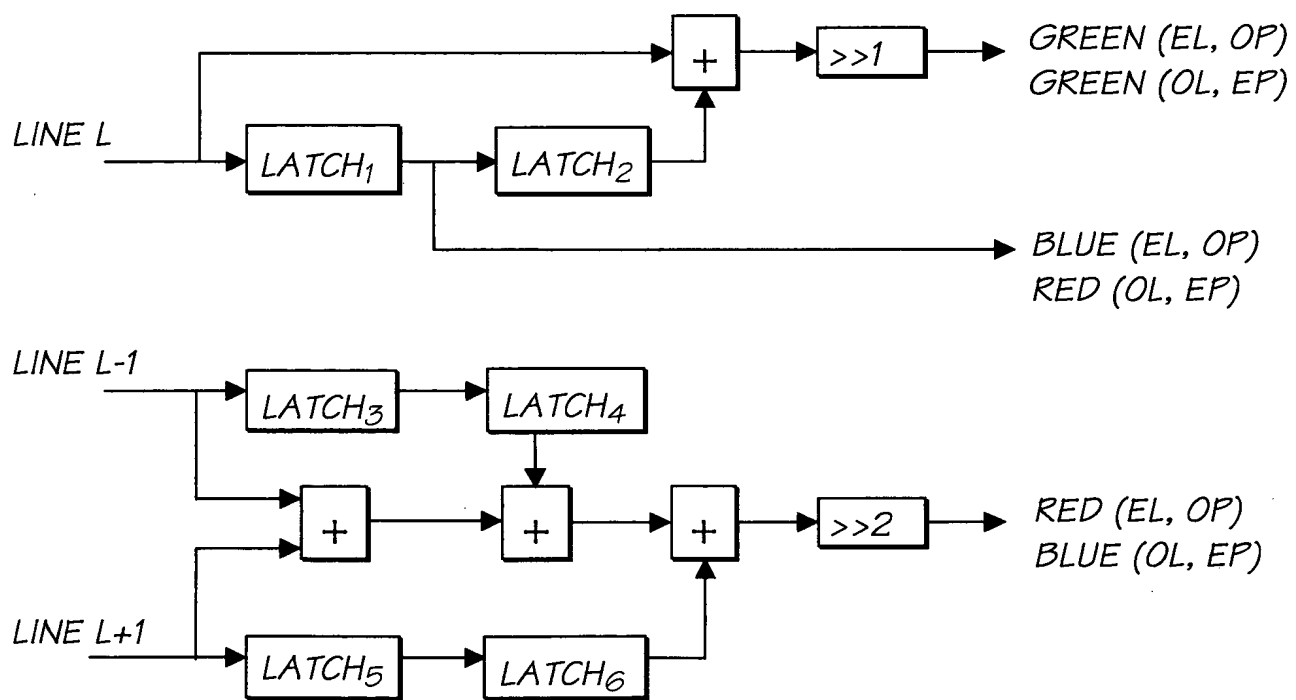 GREEN (EL, OP)
GREEN (OL, EP)
+
>>1
LINE L
LATCH1
LATCH2
BLUE (EL, OP)
RED (OL, EP)
LINE L-1
LATCH3
LATCH4
+
+
+
>>2
RED (EL, OP)
BLUE (OL, EP)
LINE L+1
LATCH5
LATCH6